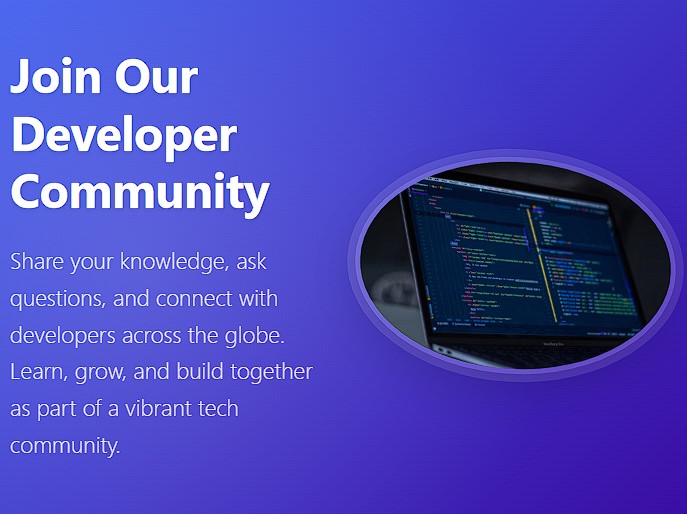 Join Our
Developer
Community
Share your knowledge, ask
questions, and connect with
developers across the globe.
Learn, grow, and build together
as part of a vibrant tech
community.